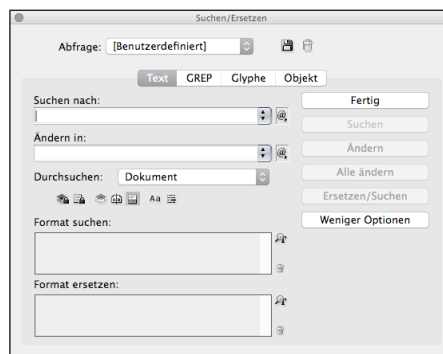 Suchen/Ersetzen
Abfrage: [Benutzerdefiniert]
Text GREP Glyphe Objekt
Suchen nach:
Fertig
@
Suchen
Ändern in:
Ändern
@
Durchsuchen: Dokument
Alle ändern
Aa
Ersetzen/Suchen
Format suchen:
Weniger Optionen
Format ersetzen: